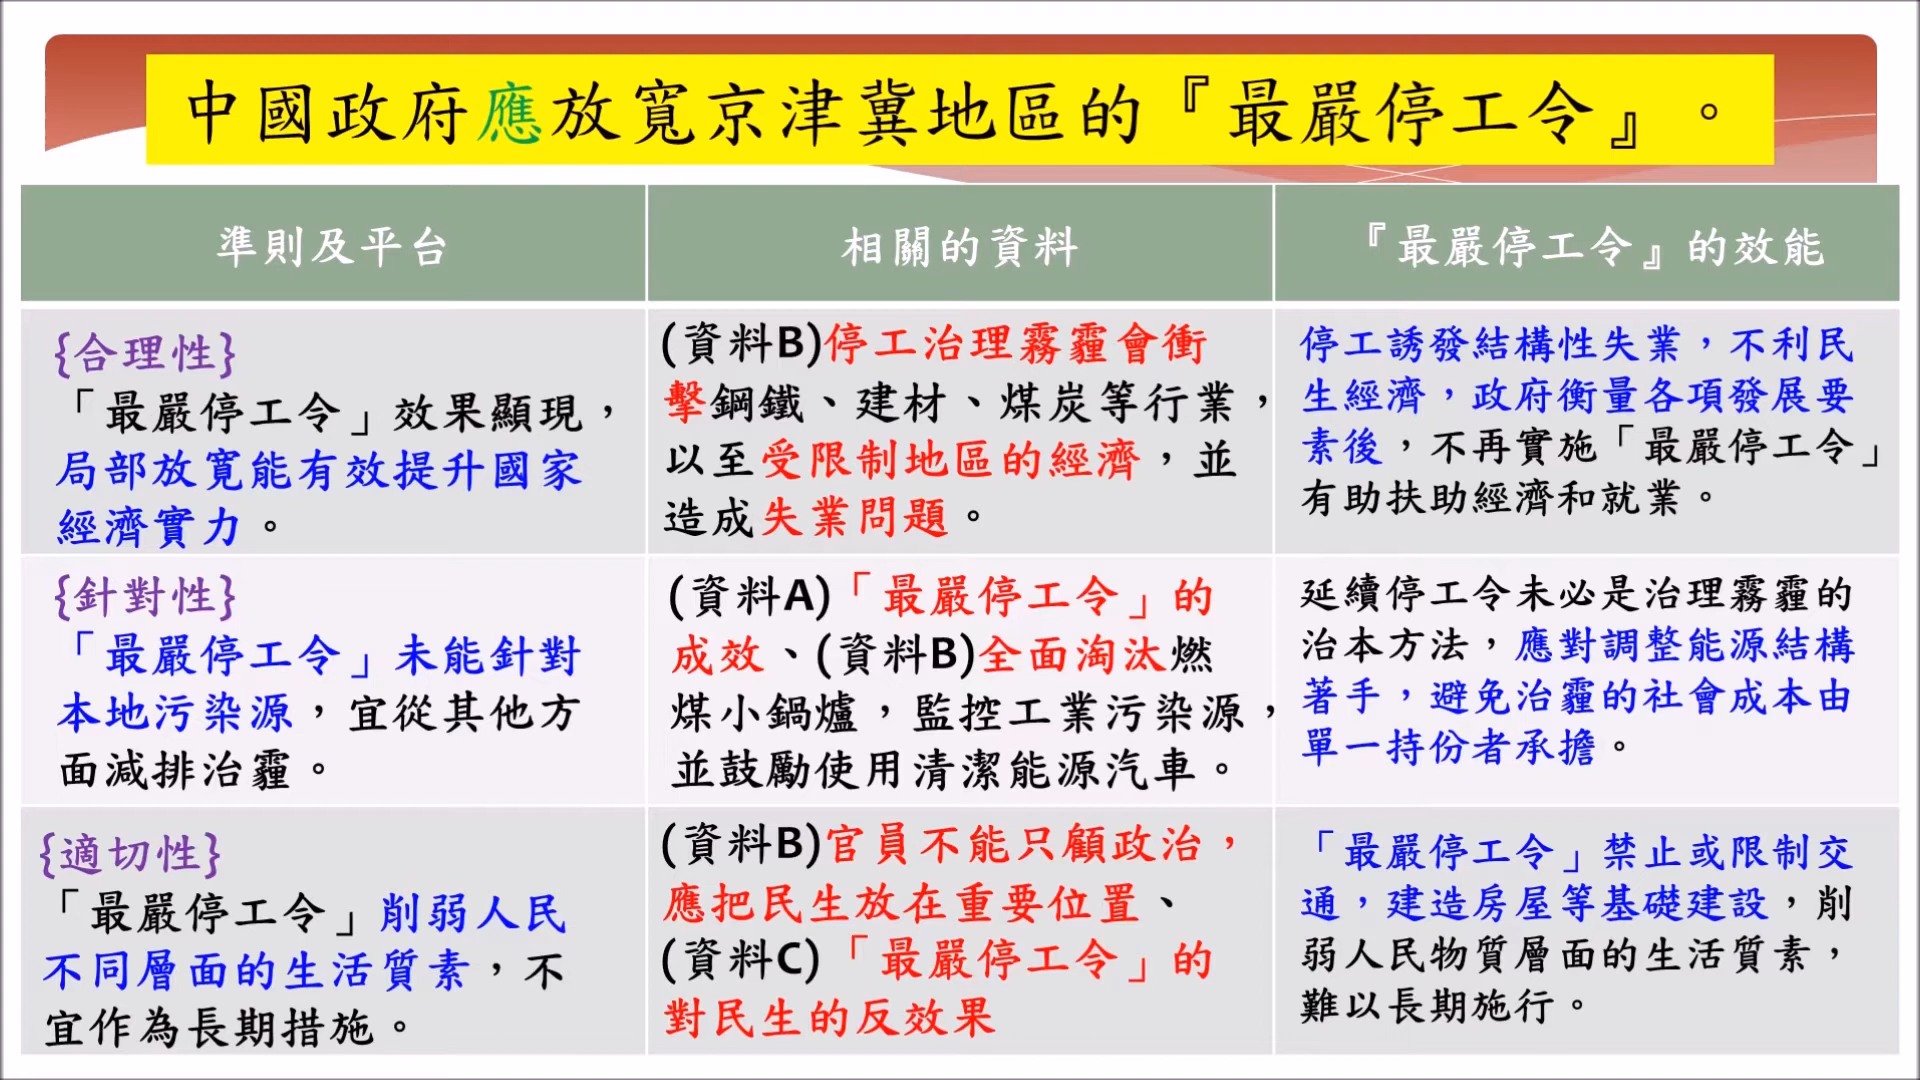 中國政府應放寬京津冀地區的『最嚴停工令』。
準則及平台
相關的資料
『最嚴停工令』的效能
{合理性}
「最嚴停工令」效果顯現，
局部放寬能有效提升國家
經濟實力。
(資料B)停工治理霧霾會衝
擊鋼鐵、建材、煤炭等行業，
以至受限制地區的經濟，並
造成失業問題。
停工誘發結構性失業，不利民
生經濟，政府衡量各項發展要
素後，不再實施「最嚴停工令」
有助扶助經濟和就業。
{針對性}
「最嚴停工令」未能針對
本地污染源，宜從其他方
面減排治霾。
(資料A)「最嚴停工令」的
成效、(資料B)全面淘汰燃
煤小鍋爐，監控工業污染源，
並鼓勵使用清潔能源汽車。
延續停工令未必是治理霧霾的
治本方法，應對調整能源結構
著手，避免治霾的社會成本由
單一持份者承擔。
{適切性}
「最嚴停工令」削弱人民
不同層面的生活質素，不
宜作為長期措施。
(資料B)官員不能只顧政治，
應把民生放在重要位置、
(資料C)「最嚴停工令」的
對民生的反效果
「最嚴停工令」禁止或限制交
通，建造房屋等基礎建設，削
弱人民物質層面的生活質素，
難以長期施行。